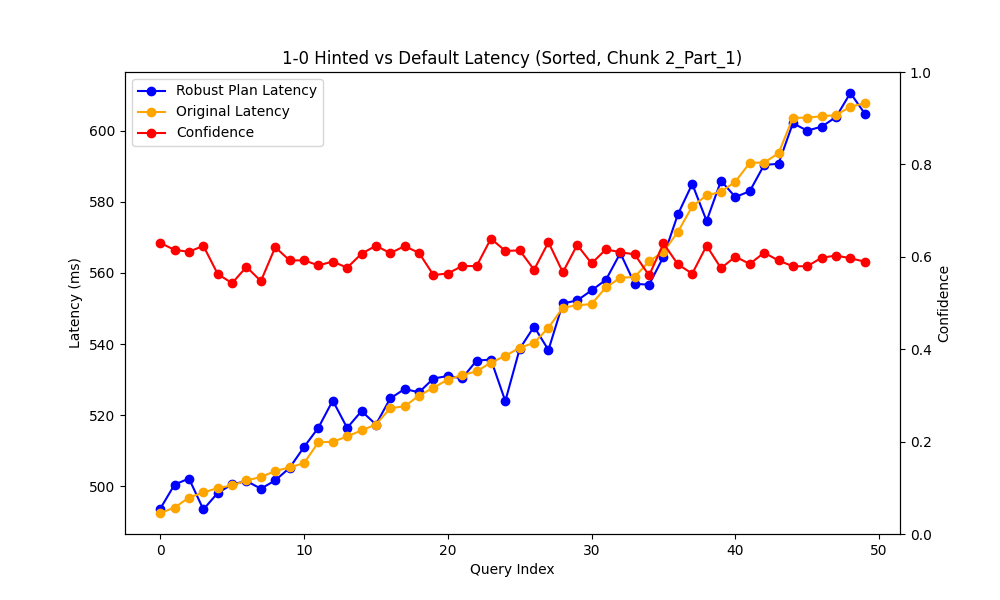 1-0 Hinted vs Default Latency (Sorted, Chunk 2_Part_1)
Robust Plan Latency
Original Latency
Confidence
Latency (ms)
600
580
560
540
520
500
1.0
0.8
0.6
0.4
0.2
0.0
Confidence
0 10 20 30 40 50
Query Index